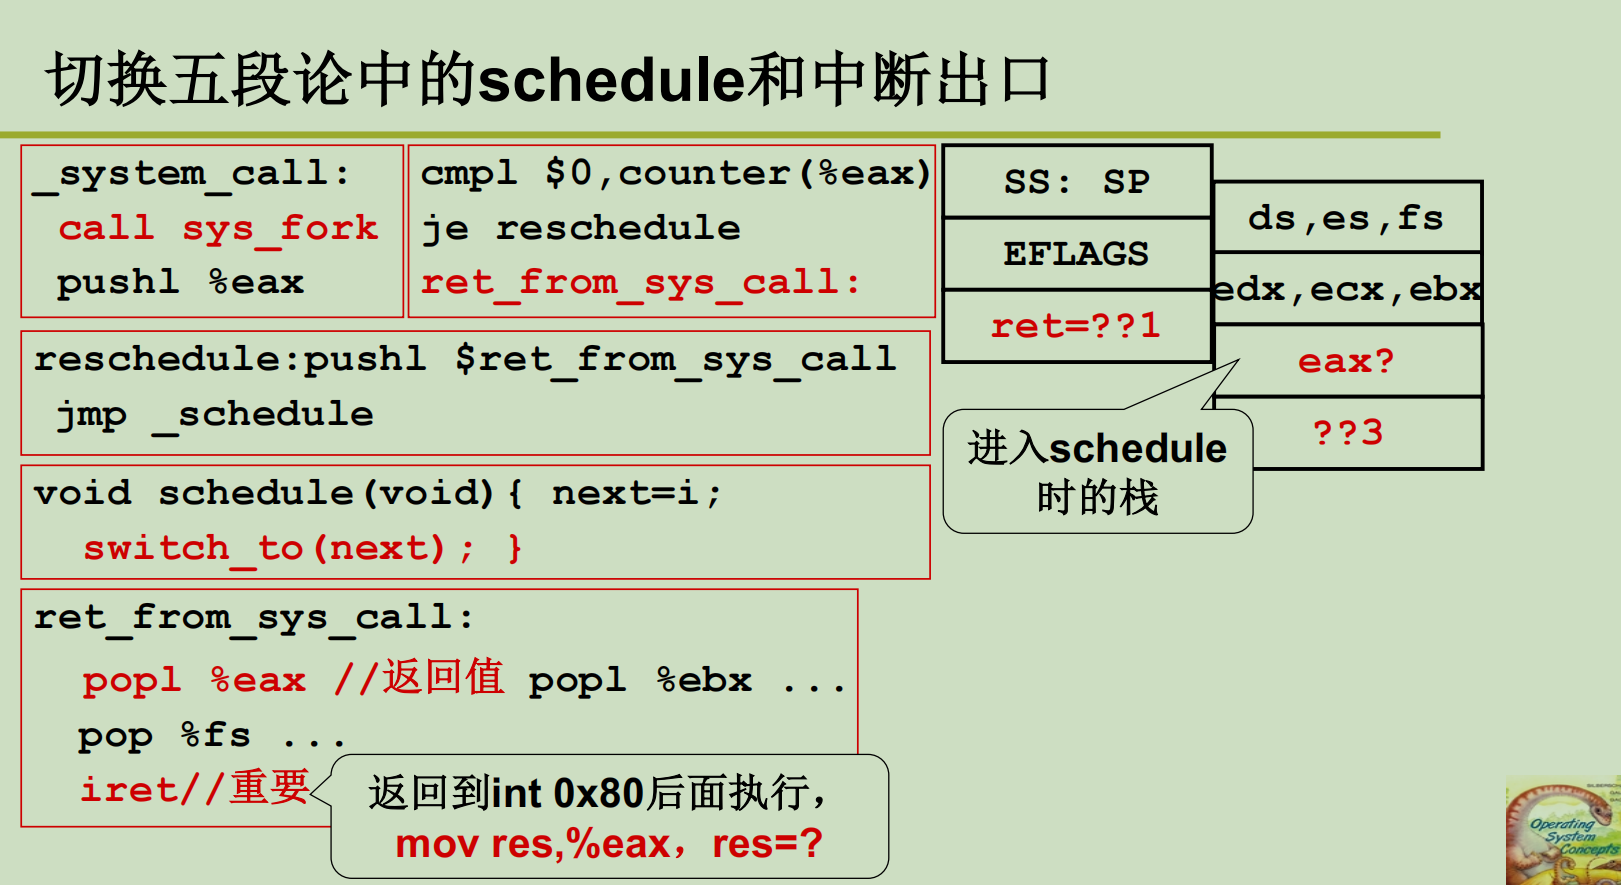 切换五段论中的schedule和中断出口
_system_call:
call sys_fork
pushl %eax
cmpl $0,counter(%eax)
je reschedule
ret_from_sys_call:
reschedule:pushl $ret_from_sys_call
jmp _schedule
void schedule(void){ next=i;
switch_to(next); }
ret_from_sys_call:
popl %eax //返回值 popl %ebx ...
pop %fs ...
iret//重要
返回到int 0x80后面执行，
mov res,%eax，res=?
SS: SP
EFLAGS
ret=??1
ds,es,fs
edx,ecx,ebx
eax?
??3
进入schedule
时的栈
Operating
System
Concepts